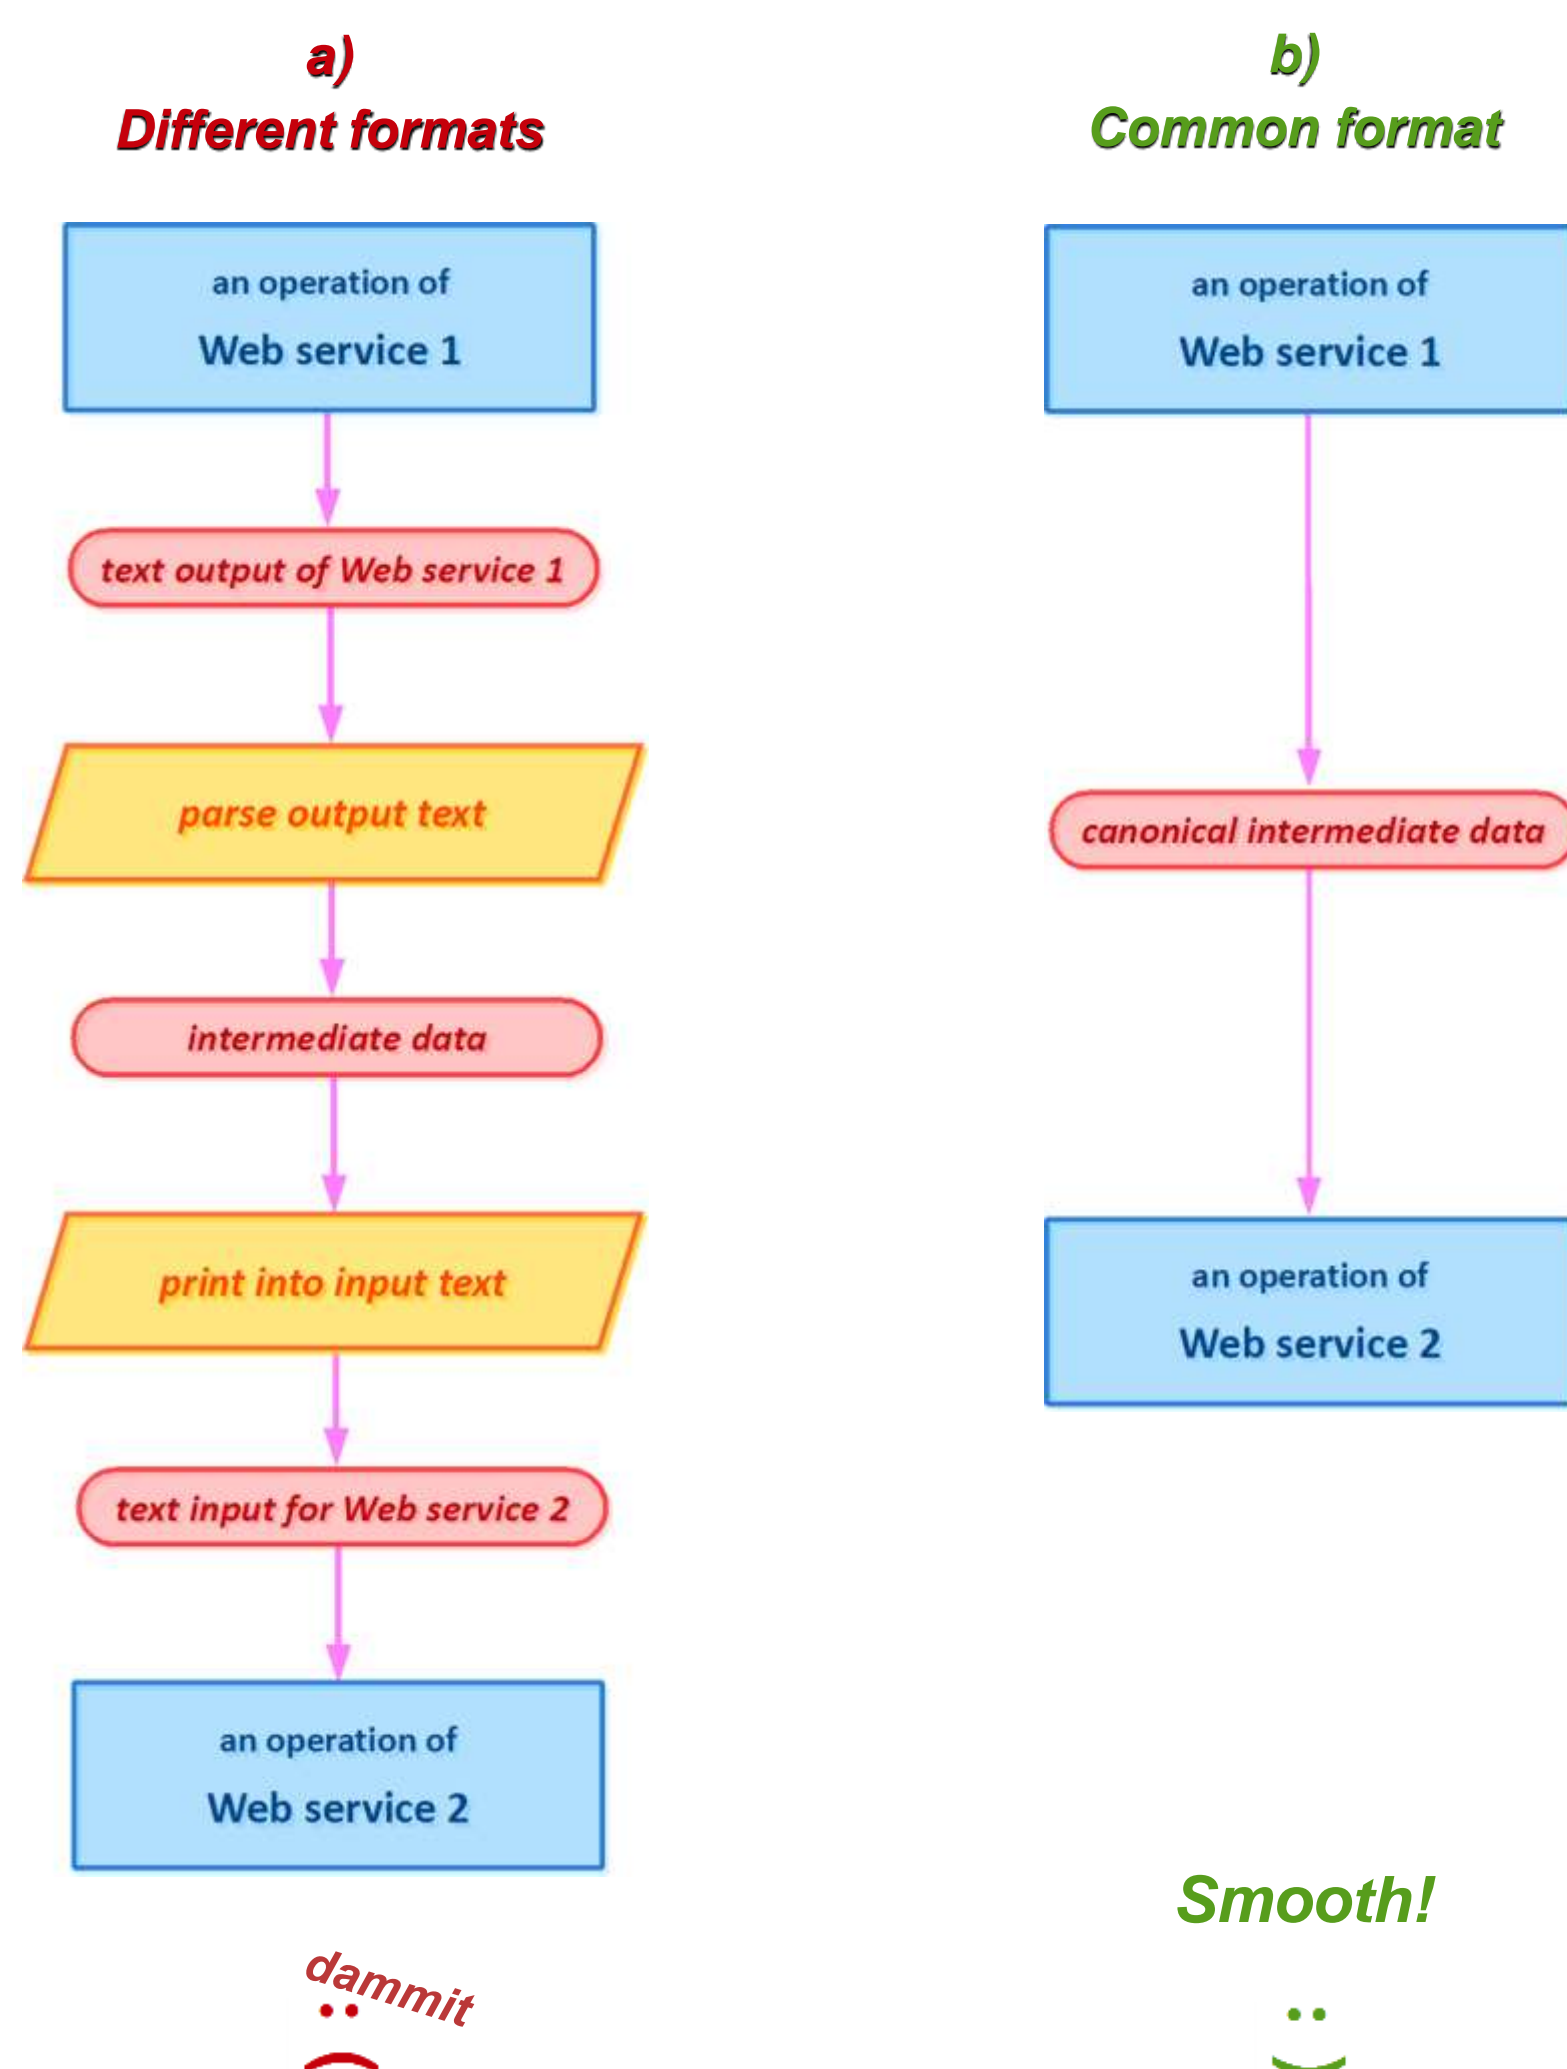 a)
Different formats
an operation of
Web service 1
text output of Web service 1
parse output text
intermediate data
print into input text
text input for Web service 2
an operation of
Web service 2
dammit
b)
Common format
an operation of
Web service 1
canonical intermediate data
an operation of
Web service 2
Smooth!